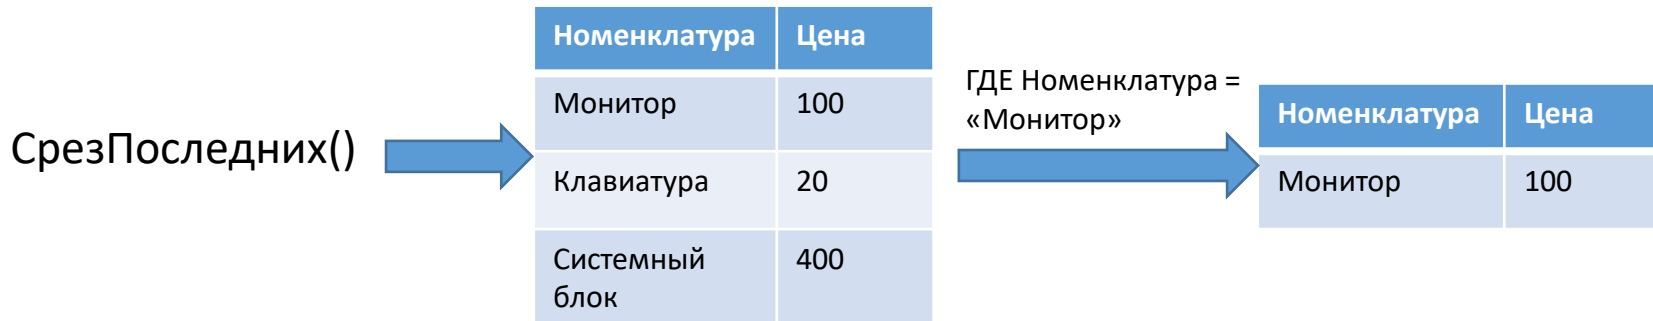 СрезПоследних()
Номенклатура Цена
Монитор 100
Клавиатура 20
Системный 400
блок
ГДЕ Номенклатура =
«Монитор»
Номенклатура Цена
Монитор 100